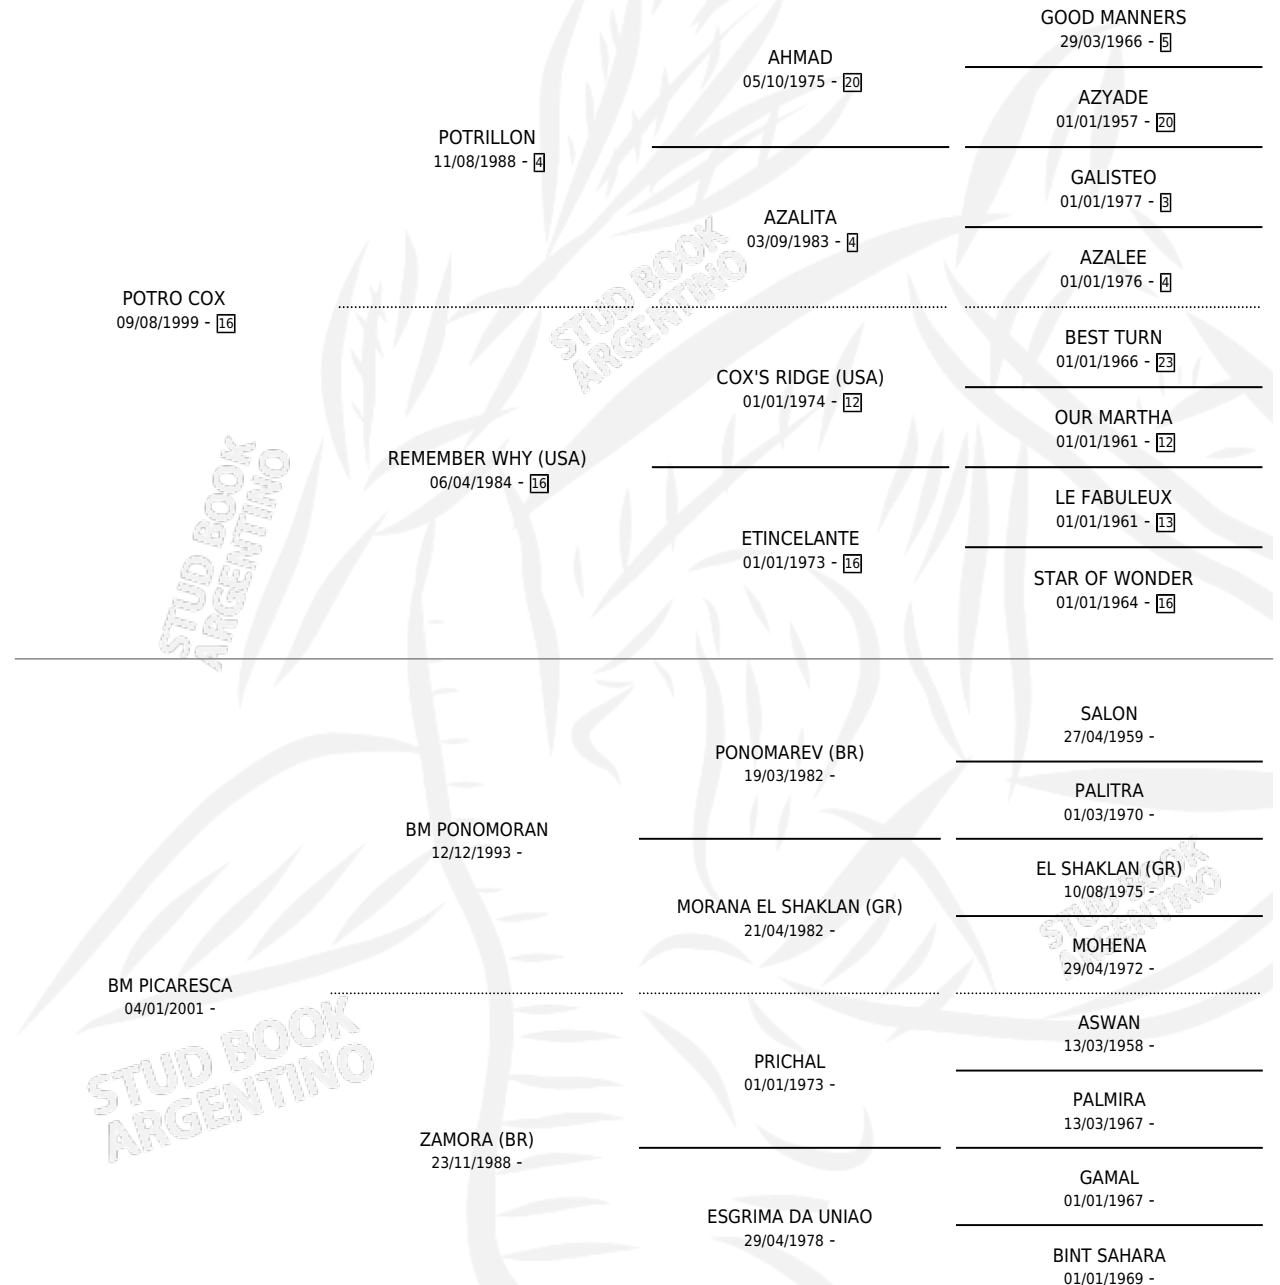 GOOD MANNERS
29/03/1966 - 5
AHMAD
05/10/1975 - 20
AZYADE
01/01/1957 - 20
POTRILLON
11/08/1988 - 4
GALISTEO
01/01/1977 - 3
AZALITA
03/09/1983 - 4
AZALEE
01/01/1976 - 4
POTRO COX
09/08/1999 - 16
BEST TURN
01/01/1966 - 23
COX'S RIDGE (USA)
01/01/1974 - 12
OUR MARTHA
01/01/1961 - 12
REMEMBER WHY (USA)
06/04/1984 - 16
LE FABULEUX
01/01/1961 - 13
ETINCELANTE
01/01/1973 - 16
STAR OF WONDER
01/01/1964 - 16
STUD BOOK
ARGENTINO
STUD BOOK
ARGENTINO
SALON
27/04/1959 -
PONOMAREV (BR)
19/03/1982 -
PALITRA
01/03/1970 -
BM PONOMORAN
12/12/1993 -
EL SHAKLAN (GR)
10/08/1975 -
MORANA EL SHAKLAN (GR)
21/04/1982 -
MOHENA
29/04/1972 -
STUD BOOK
ARGENTINO
BM PICARESCA
04/01/2001 -
ASWAN
13/03/1958 -
PRICHAL
01/01/1973 -
PALMIRA
13/03/1967 -
STUD BOOK
ARGENTINO
ZAMORA (BR)
23/11/1988 -
GAMAL
01/01/1967 -
ESGRIMA DA UNIAO
29/04/1978 -
BINT SAHARA
01/01/1969 -